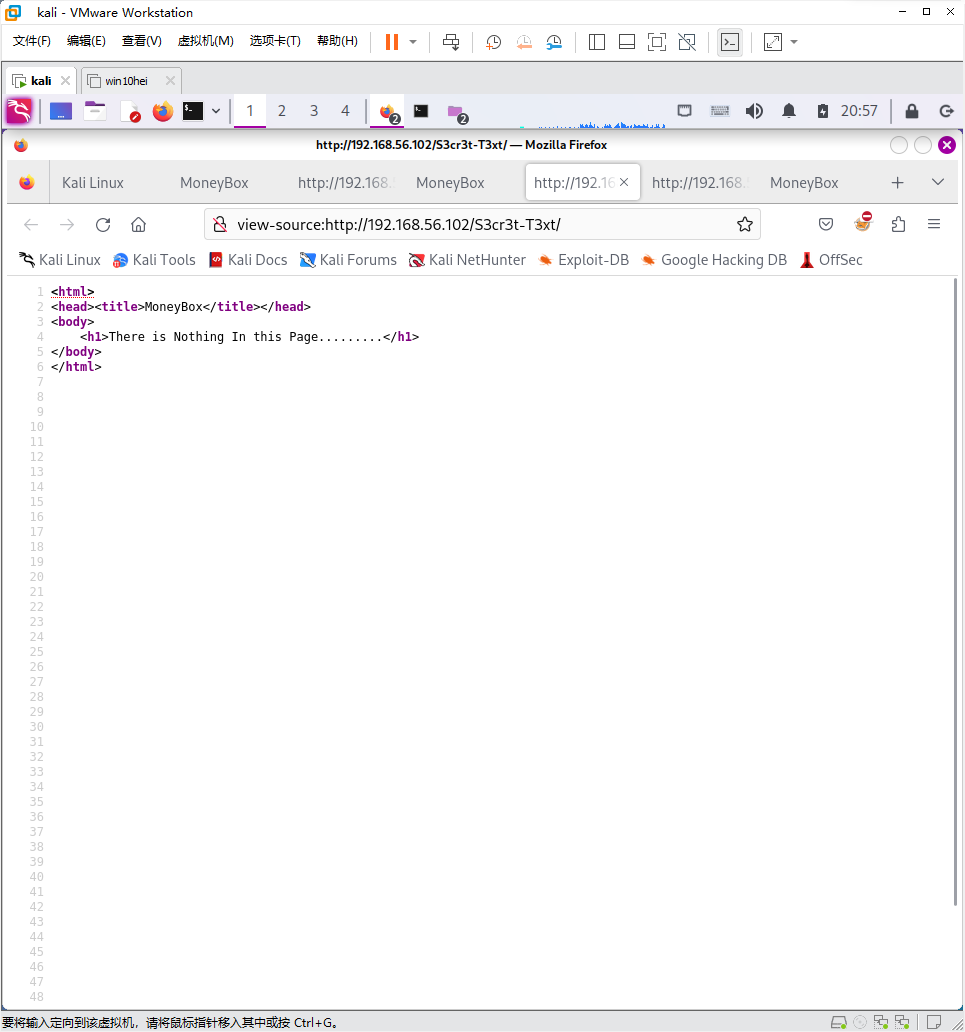 kali - VMware Workstation
文件(F) 编辑(E) 查看(V) 虚拟机(M) 选项卡(T) 帮助(H)
kali win10hei
1 2 3 4 2 2 20:57
http://192.168.56.102/S3cr3t-T3xt/ — Mozilla Firefox
Kali Linux MoneyBox http://192.168. MoneyBox http://192.16 http://192.168. MoneyBox
view-source:http://192.168.56.102/S3cr3t-T3xt/
Kali Linux Kali Tools Kali Docs Kali Forums Kali NetHunter Exploit-DB Google Hacking DB OffSec
1 <html>
2 <head><title>MoneyBox</title></head>
3 <body>
4 <h1>There is Nothing In this Page.........</h1>
5 </body>
6 </html>
7
8
9
10
11
12
13
14
15
16
17
18
19
20
21
22
23
24
25
26
27
28
29
30
31
32
33
34
35
36
37
38
39
40
41
42
43
44
45
46
47
48
要将输入定向到该虚拟机，请将鼠标指针移入其中或按 Ctrl+G。